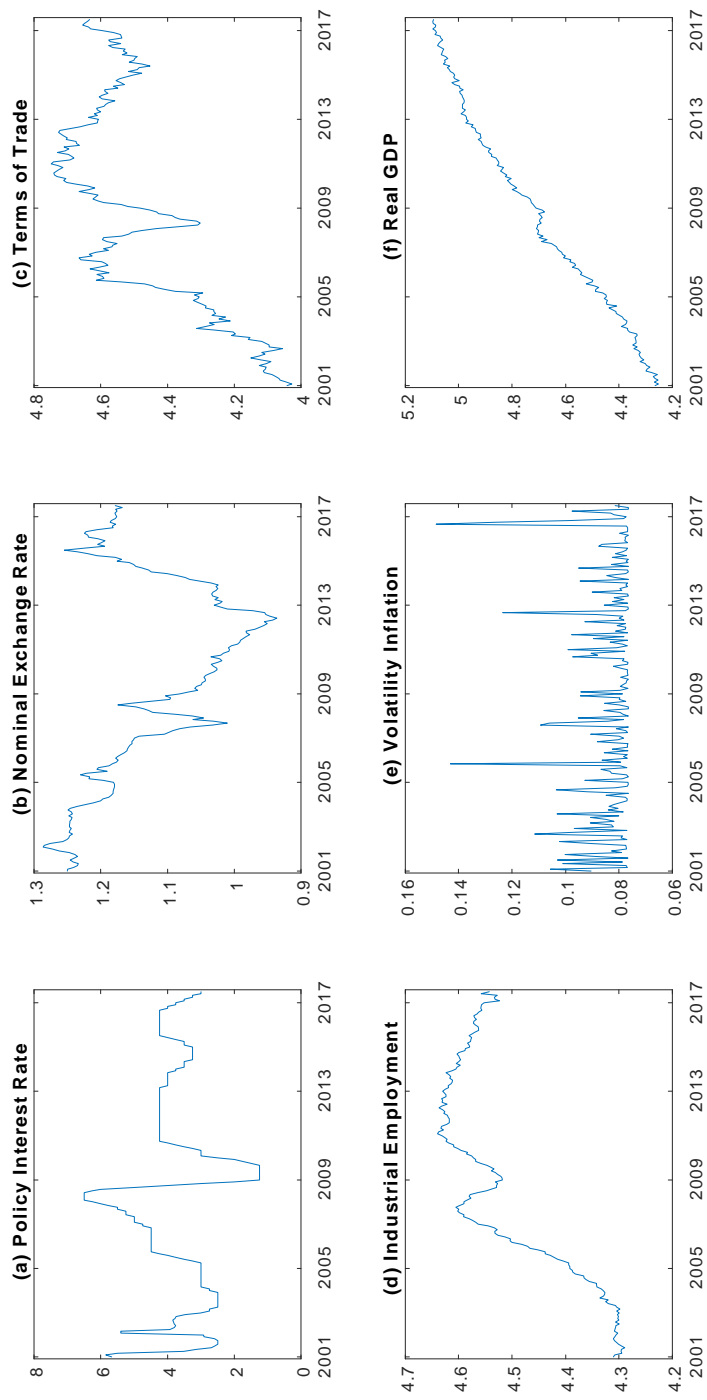 (a) Policy Interest Rate
8
6
4
2
0
2001 2005 2009 2013 2017
(b) Nominal Exchange Rate
1.3
1.2
1.1
1
0.9
2001 2005 2009 2013 2017
(c) Terms of Trade
4.8
4.6
4.4
4.2
4
2001 2005 2009 2013 2017
(d) Industrial Employment
4.7
4.6
4.5
4.4
4.3
4.2
2001 2005 2009 2013 2017
(e) Volatility Inflation
0.16
0.14
0.12
0.1
0.08
0.06
2001 2005 2009 2013 2017
(f) Real GDP
5.2
5
4.8
4.6
4.4
4.2
2001 2005 2009 2013 2017